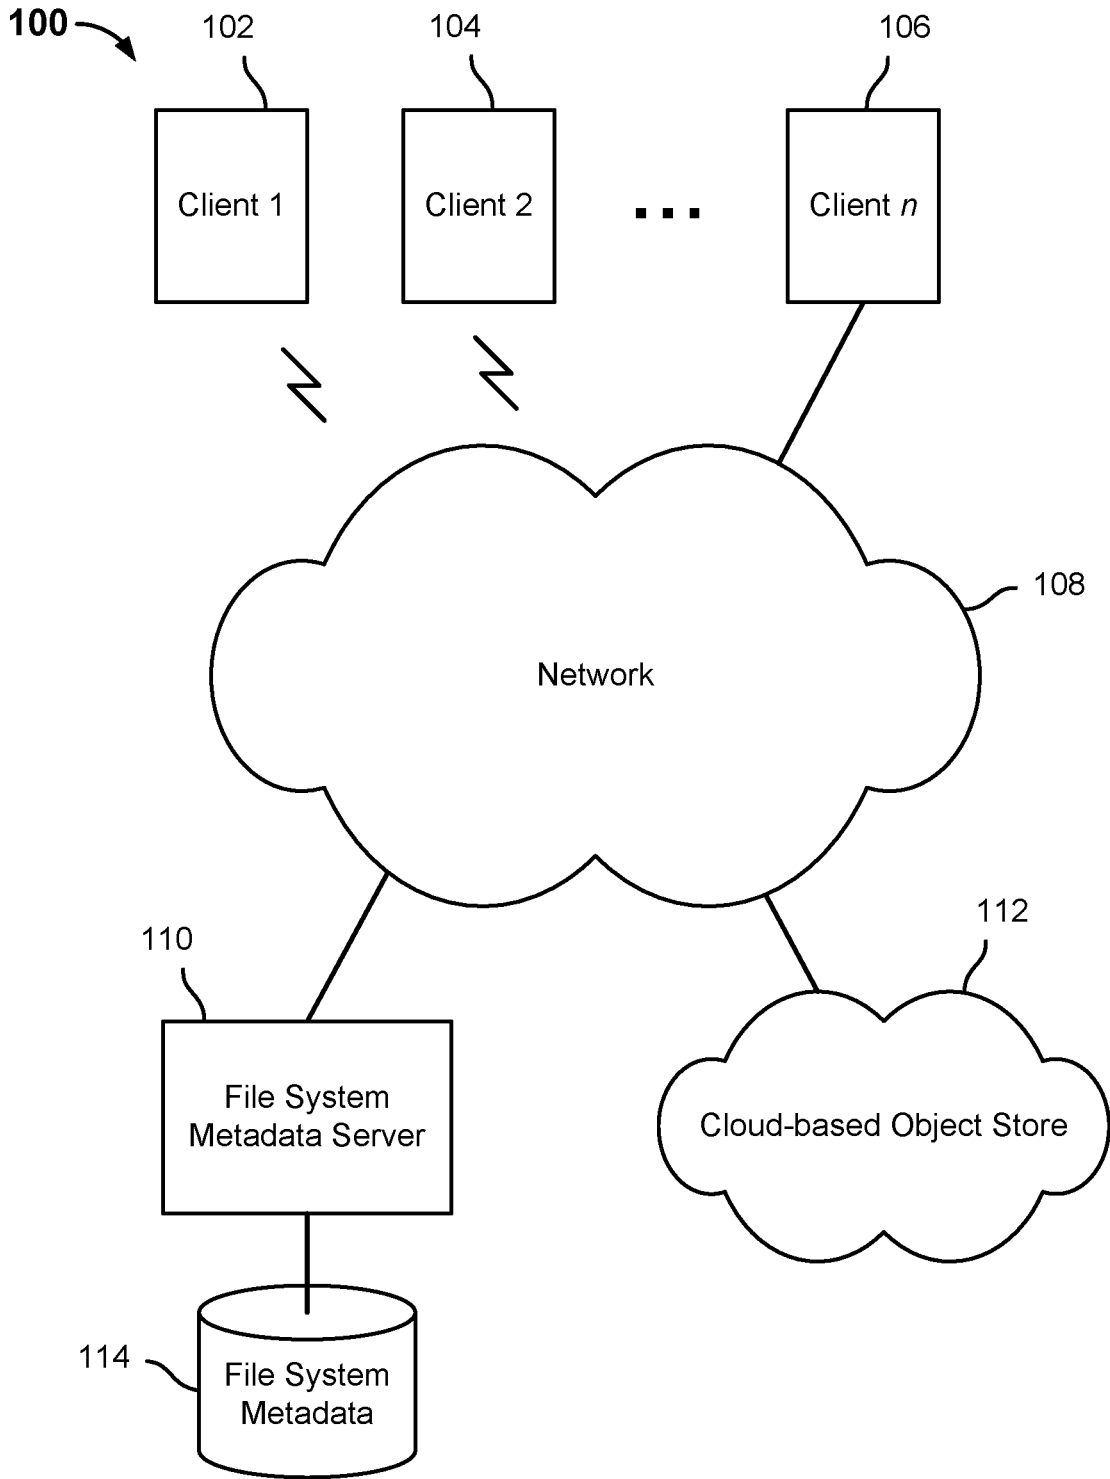 100
102
104
106
Client 1
Client 2
Client n
108
Network
112
110
File System
Metadata Server
Cloud-based Object Store
114
File System
Metadata